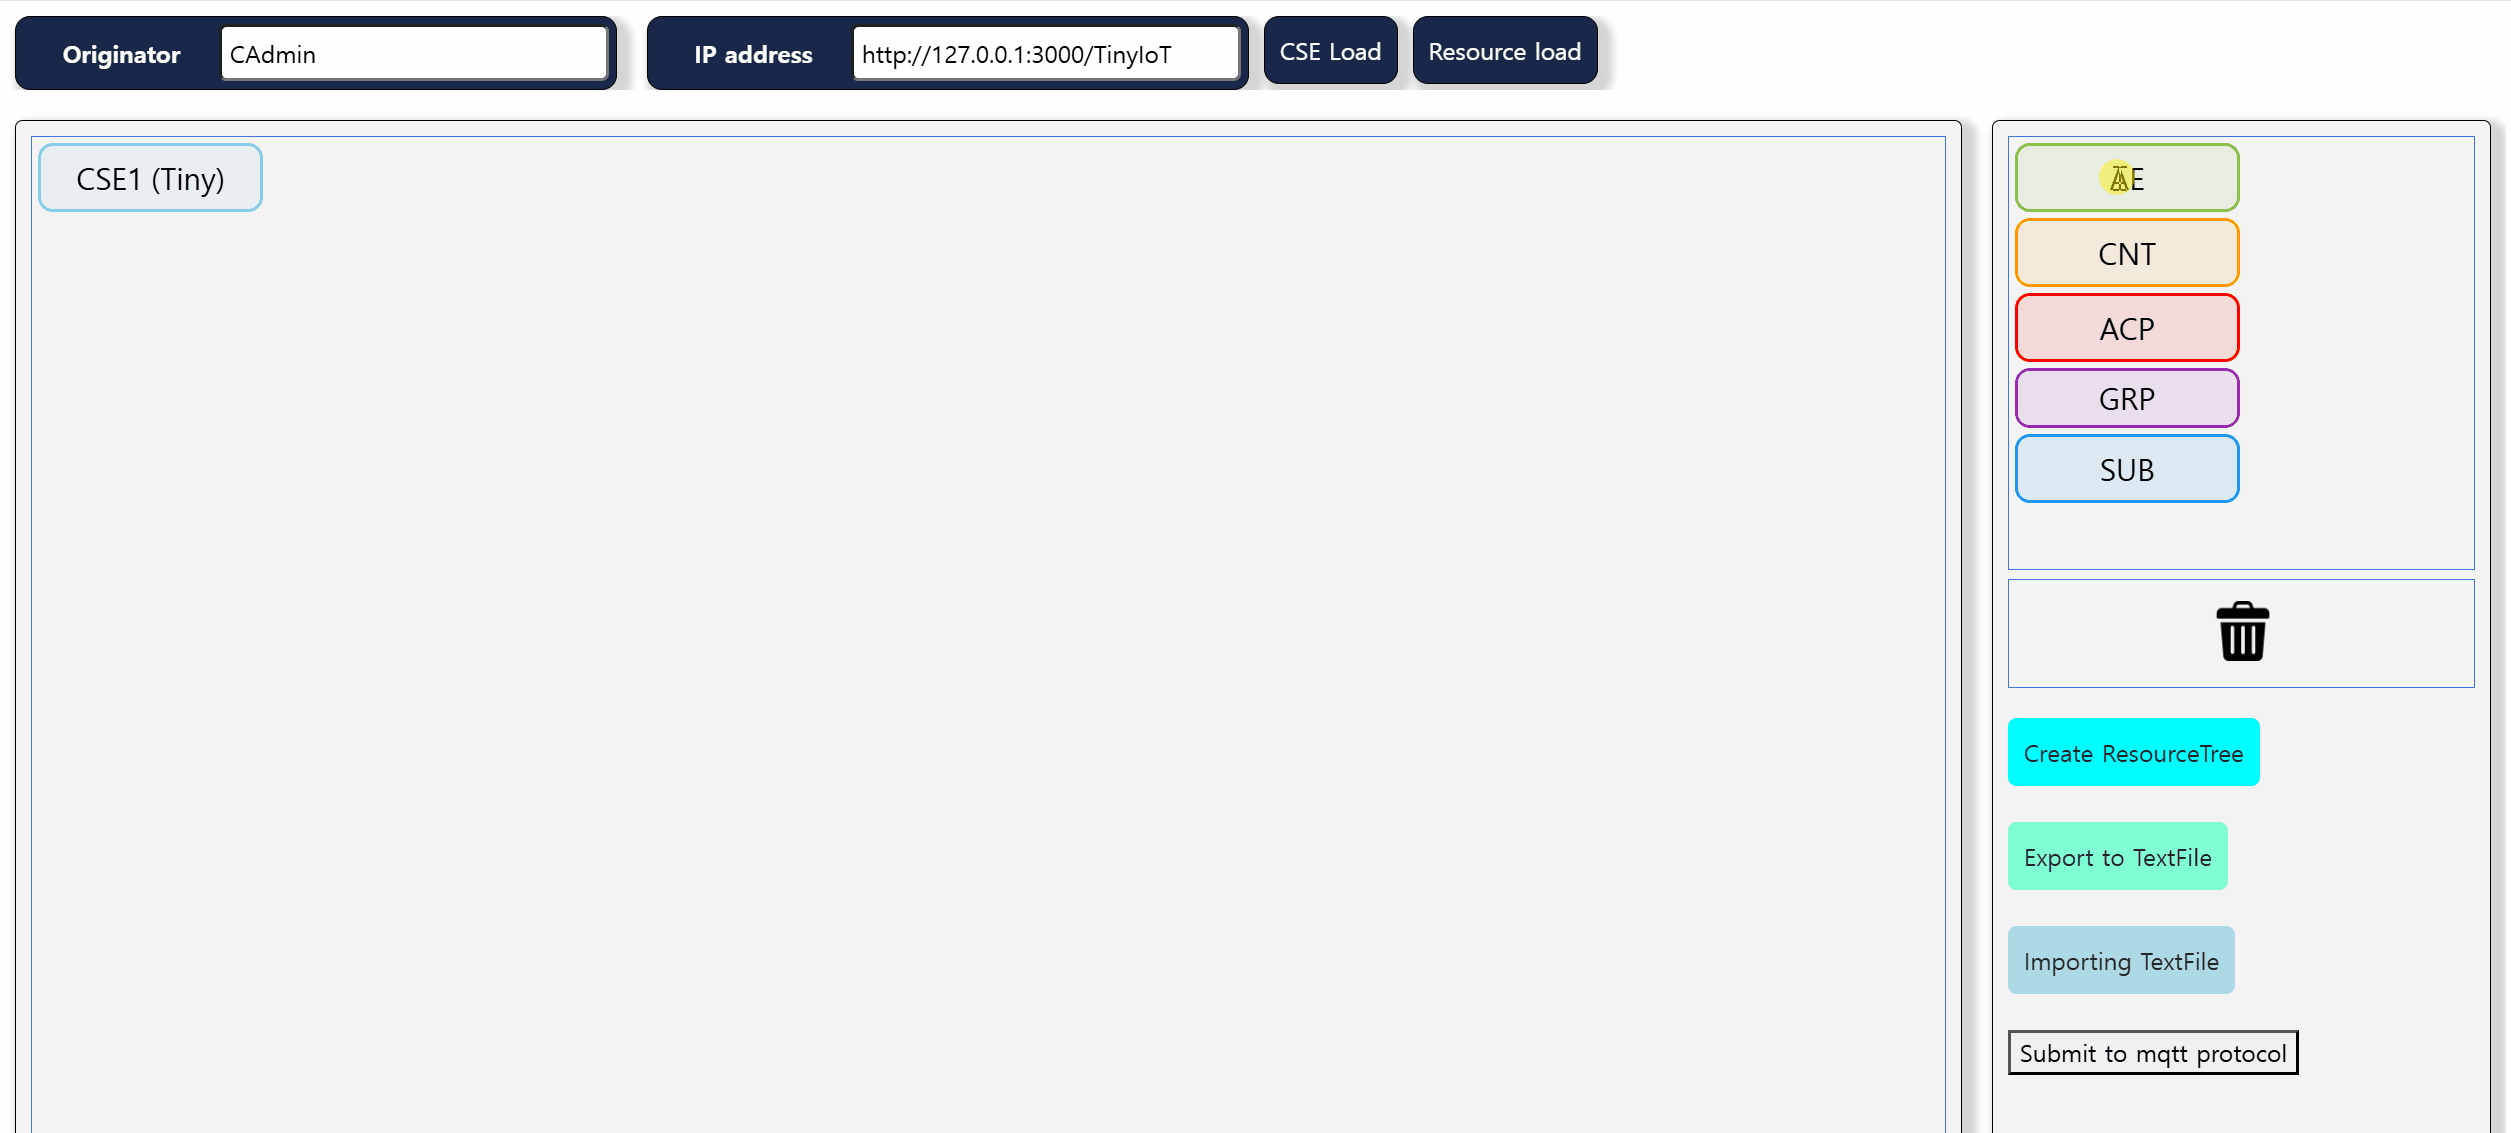 Originator CAdmin IP address http://127.0.0.1:3000/TinyIoT CSE Load Resource load
CSE1 (Tiny)
AE
CNT
ACP
GRP
SUB
Create ResourceTree
Export to TextFile
Importing TextFile
Submit to mqtt protocol